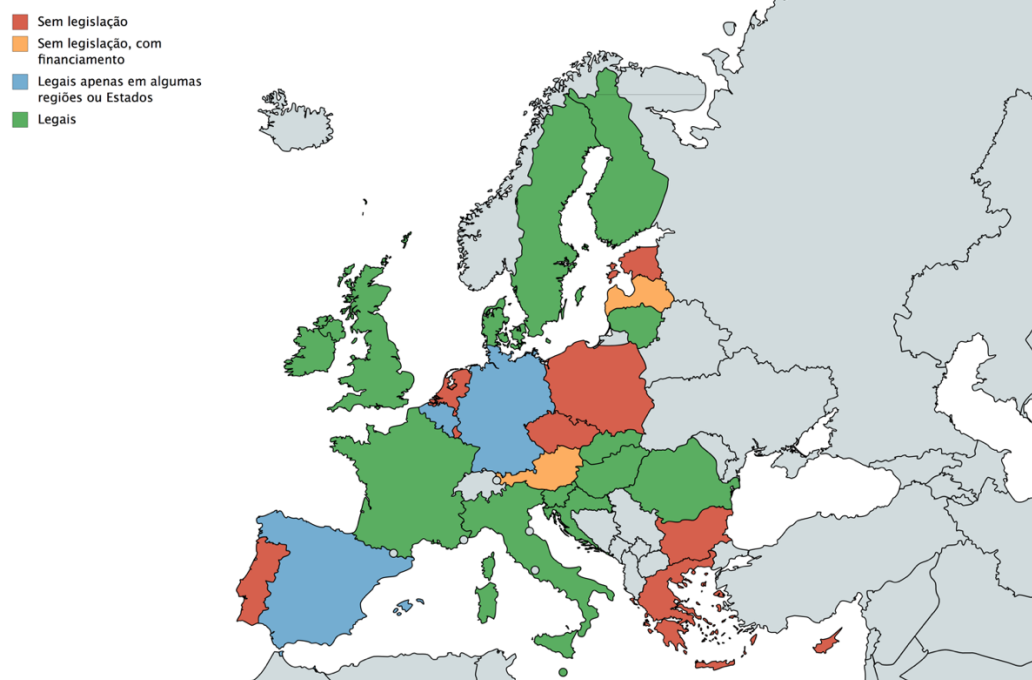 Sem legislação
Sem legislação, com
financiamento
Legais apenas em algumas
regiões ou Estados
Legais